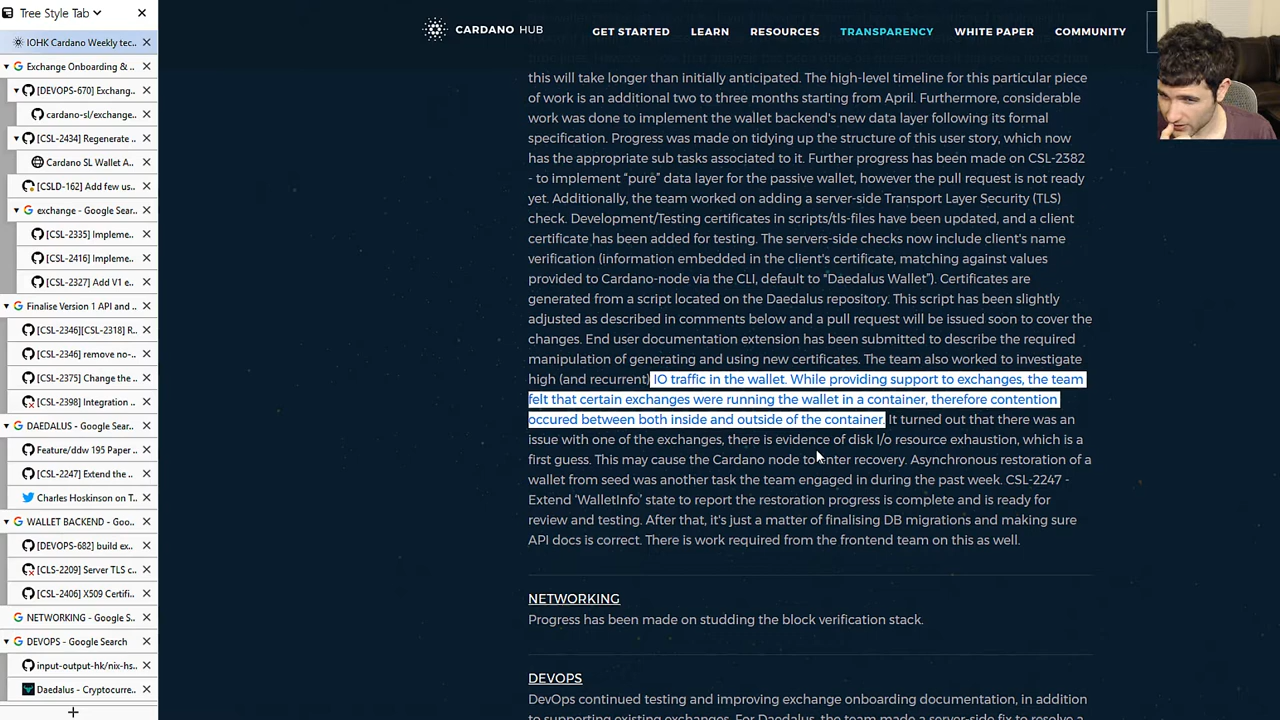 Tree Style Tab
IOHK Cardano Weekly tec..
Exchange Onboarding & ..
[DEVOPS-670] Exchang..
cardano-sl/exchange..
[CSL-2434] Regenerate ..
Cardano SL Wallet A..
[CSLD-162] Add few us..
exchange - Google Sear..
[CSL-2335] Impleme..
[CSL-2416] Impleme..
[CSL-2327] Add V1 e..
Finalise Version 1 API and ..
[CSL-2346][CSL-2318] R..
[CSL-2346] remove no-..
[CSL-2375] Change the ..
[CSL-2398] Integration ..
DAEDALUS - Google Sear..
Feature/ddw 195 Paper ..
[CSL-2247] Extend the ..
Charles Hoskinson on T..
WALLET BACKEND - Goo..
[DEVOPS-682] build ex..
[CLS-2209] Server TLS c..
[CSL-2406] X509 Certifi..
NETWORKING - Google S..
DEVOPS - Google Search
input-output-hk/nix-hs..
Daedalus - Cryptocurre..
CARDANO HUB
GET STARTED LEARN RESOURCES TRANSPARENCY WHITE PAPER COMMUNITY
this will take longer than initially anticipated. The high-level timeline for this particular piece
of work is an additional two to three months starting from April. Furthermore, considerable
work was done to implement the wallet backend's new data layer following its formal
specification. Progress was made on tidying up the structure of this user story, which now
has the appropriate sub tasks associated to it. Further progress has been made on CSL-2382
- to implement “pure” data layer for the passive wallet, however the pull request is not ready
yet. Additionally, the team worked on adding a server-side Transport Layer Security (TLS)
check. Development/Testing certificates in scripts/tls-files have been updated, and a client
certificate has been added for testing. The servers-side checks now include client's name
verification (information embedded in the client's certificate, matching against values
provided to Cardano-node via the CLI, default to “Daedalus Wallet”). Certificates are
generated from a script located on the Daedalus repository. This script has been slightly
adjusted as described in comments below and a pull request will be issued soon to cover the
changes. End user documentation extension has been submitted to describe the required
manipulation of generating and using new certificates. The team also worked to investigate
high (and recurrent) IO traffic in the wallet. While providing support to exchanges, the team
felt that certain exchanges were running the wallet in a container, therefore contention
occured between both inside and outside of the container. It turned out that there was an
issue with one of the exchanges, there is evidence of disk I/o resource exhaustion, which is a
first guess. This may cause the Cardano node to enter recovery. Asynchronous restoration of a
wallet from seed was another task the team engaged in during the past week. CSL-2247 -
Extend ‘WalletInfo’ state to report the restoration progress is complete and is ready for
review and testing. After that, it's just a matter of finalising DB migrations and making sure
API docs is correct. There is work required from the frontend team on this as well.
NETWORKING
Progress has been made on studding the block verification stack.
DEVOPS
DevOps continued testing and improving exchange onboarding documentation, in addition
to supporting existing exchanges. For Daedalus, the team made a server-side fix to resolve a